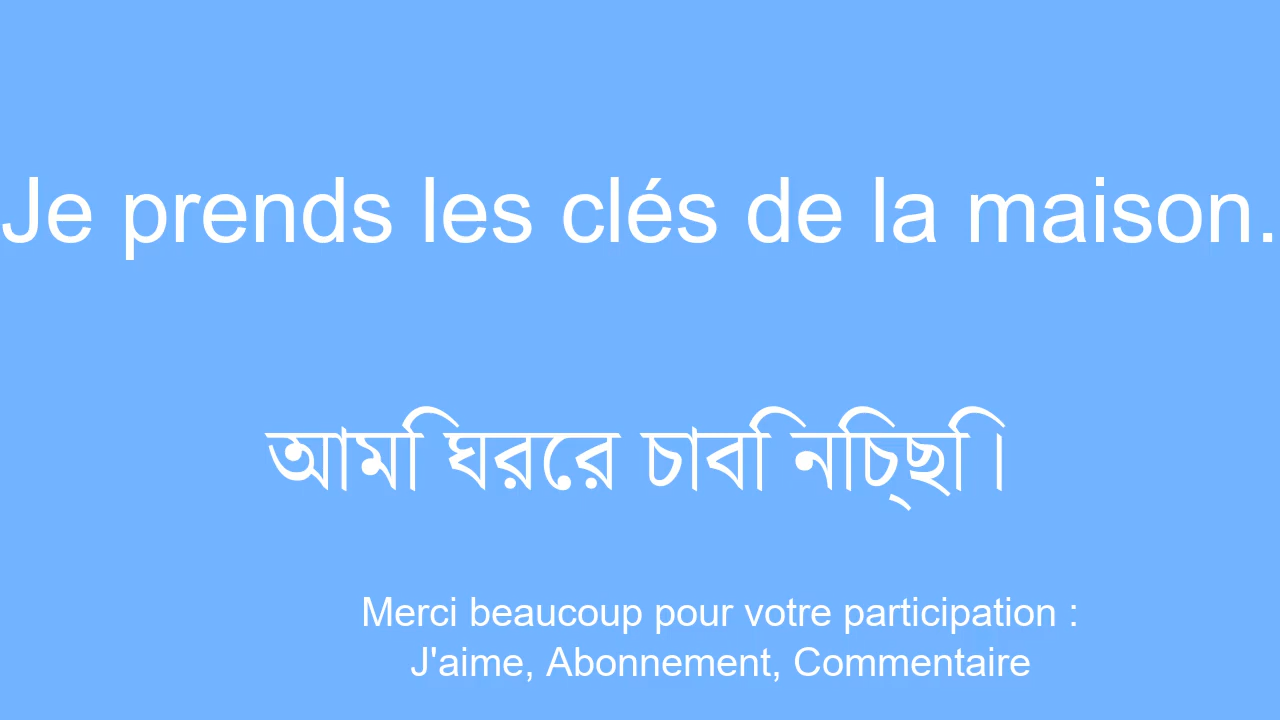 Je prends les clés de la maison.
আমি ঘরের চাবি নিচ্ছি।
Merci beaucoup pour votre participation :
J'aime, Abonnement, Commentaire